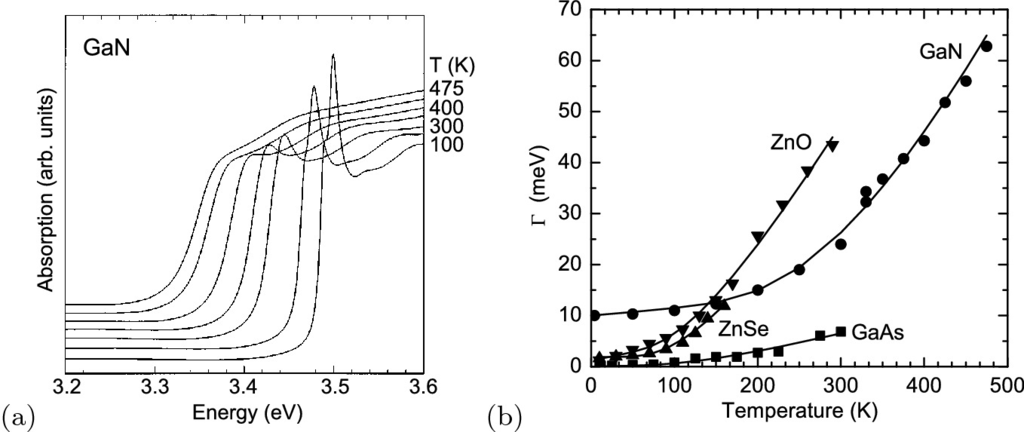 GaN
T (K)
475
400
300
100
Absorption (arb. units)
3.2 3.3 3.4 3.5 3.6
Energy (eV)
(a)
70
60
50
40
30
20
10
0
Γ (meV)
GaN
ZnO
ZnSe
GaAs
0 100 200 300 400 500
Temperature (K)
(b)